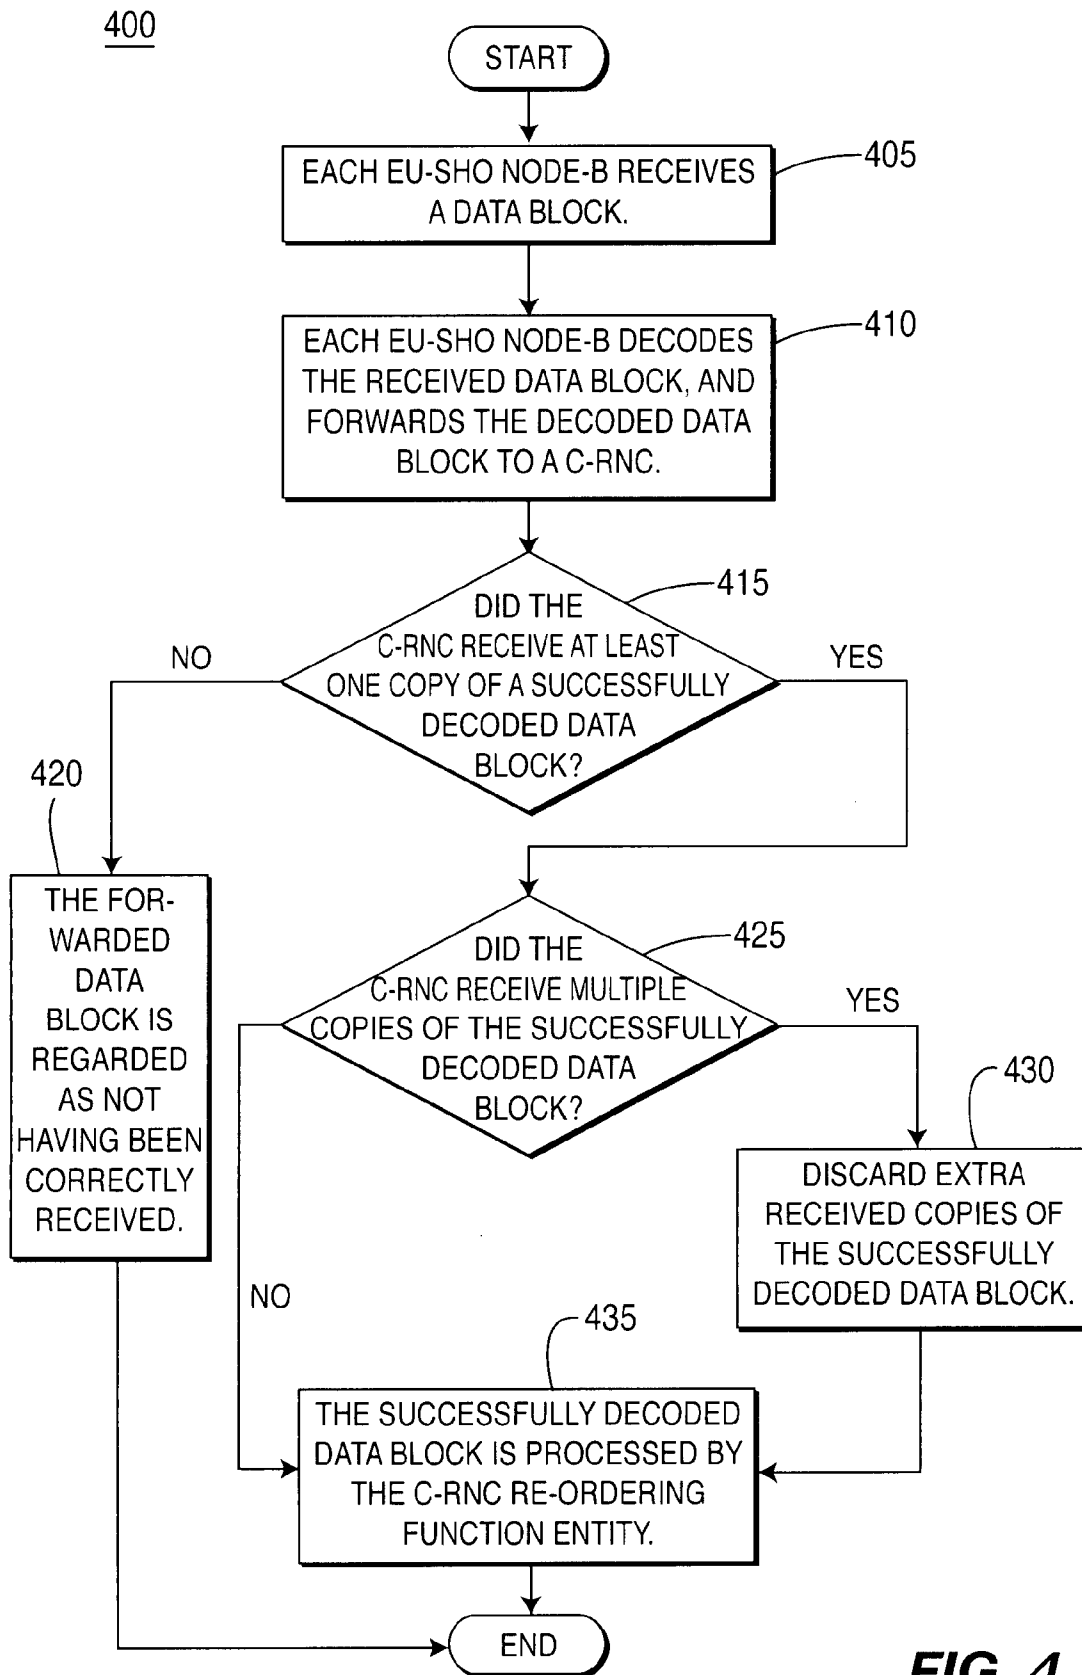 400
START
EACH EU-SHO NODE-B RECEIVES
A DATA BLOCK.
405
EACH EU-SHO NODE-B DECODES
THE RECEIVED DATA BLOCK, AND
FORWARDS THE DECODED DATA
BLOCK TO A C-RNC.
410
DID THE
C-RNC RECEIVE AT LEAST
ONE COPY OF A SUCCESSFULLY
DECODED DATA
BLOCK?
415
NO
YES
420
THE FOR-
WARDED
DATA
BLOCK IS
REGARDED
AS NOT
HAVING BEEN
CORRECTLY
RECEIVED.
DID THE
C-RNC RECEIVE MULTIPLE
COPIES OF THE SUCCESSFULLY
DECODED DATA
BLOCK?
425
YES
NO
430
DISCARD EXTRA
RECEIVED COPIES OF
THE SUCCESSFULLY
DECODED DATA BLOCK.
435
THE SUCCESSFULLY DECODED
DATA BLOCK IS PROCESSED BY
THE C-RNC RE-ORDERING
FUNCTION ENTITY.
END
FIG. 4